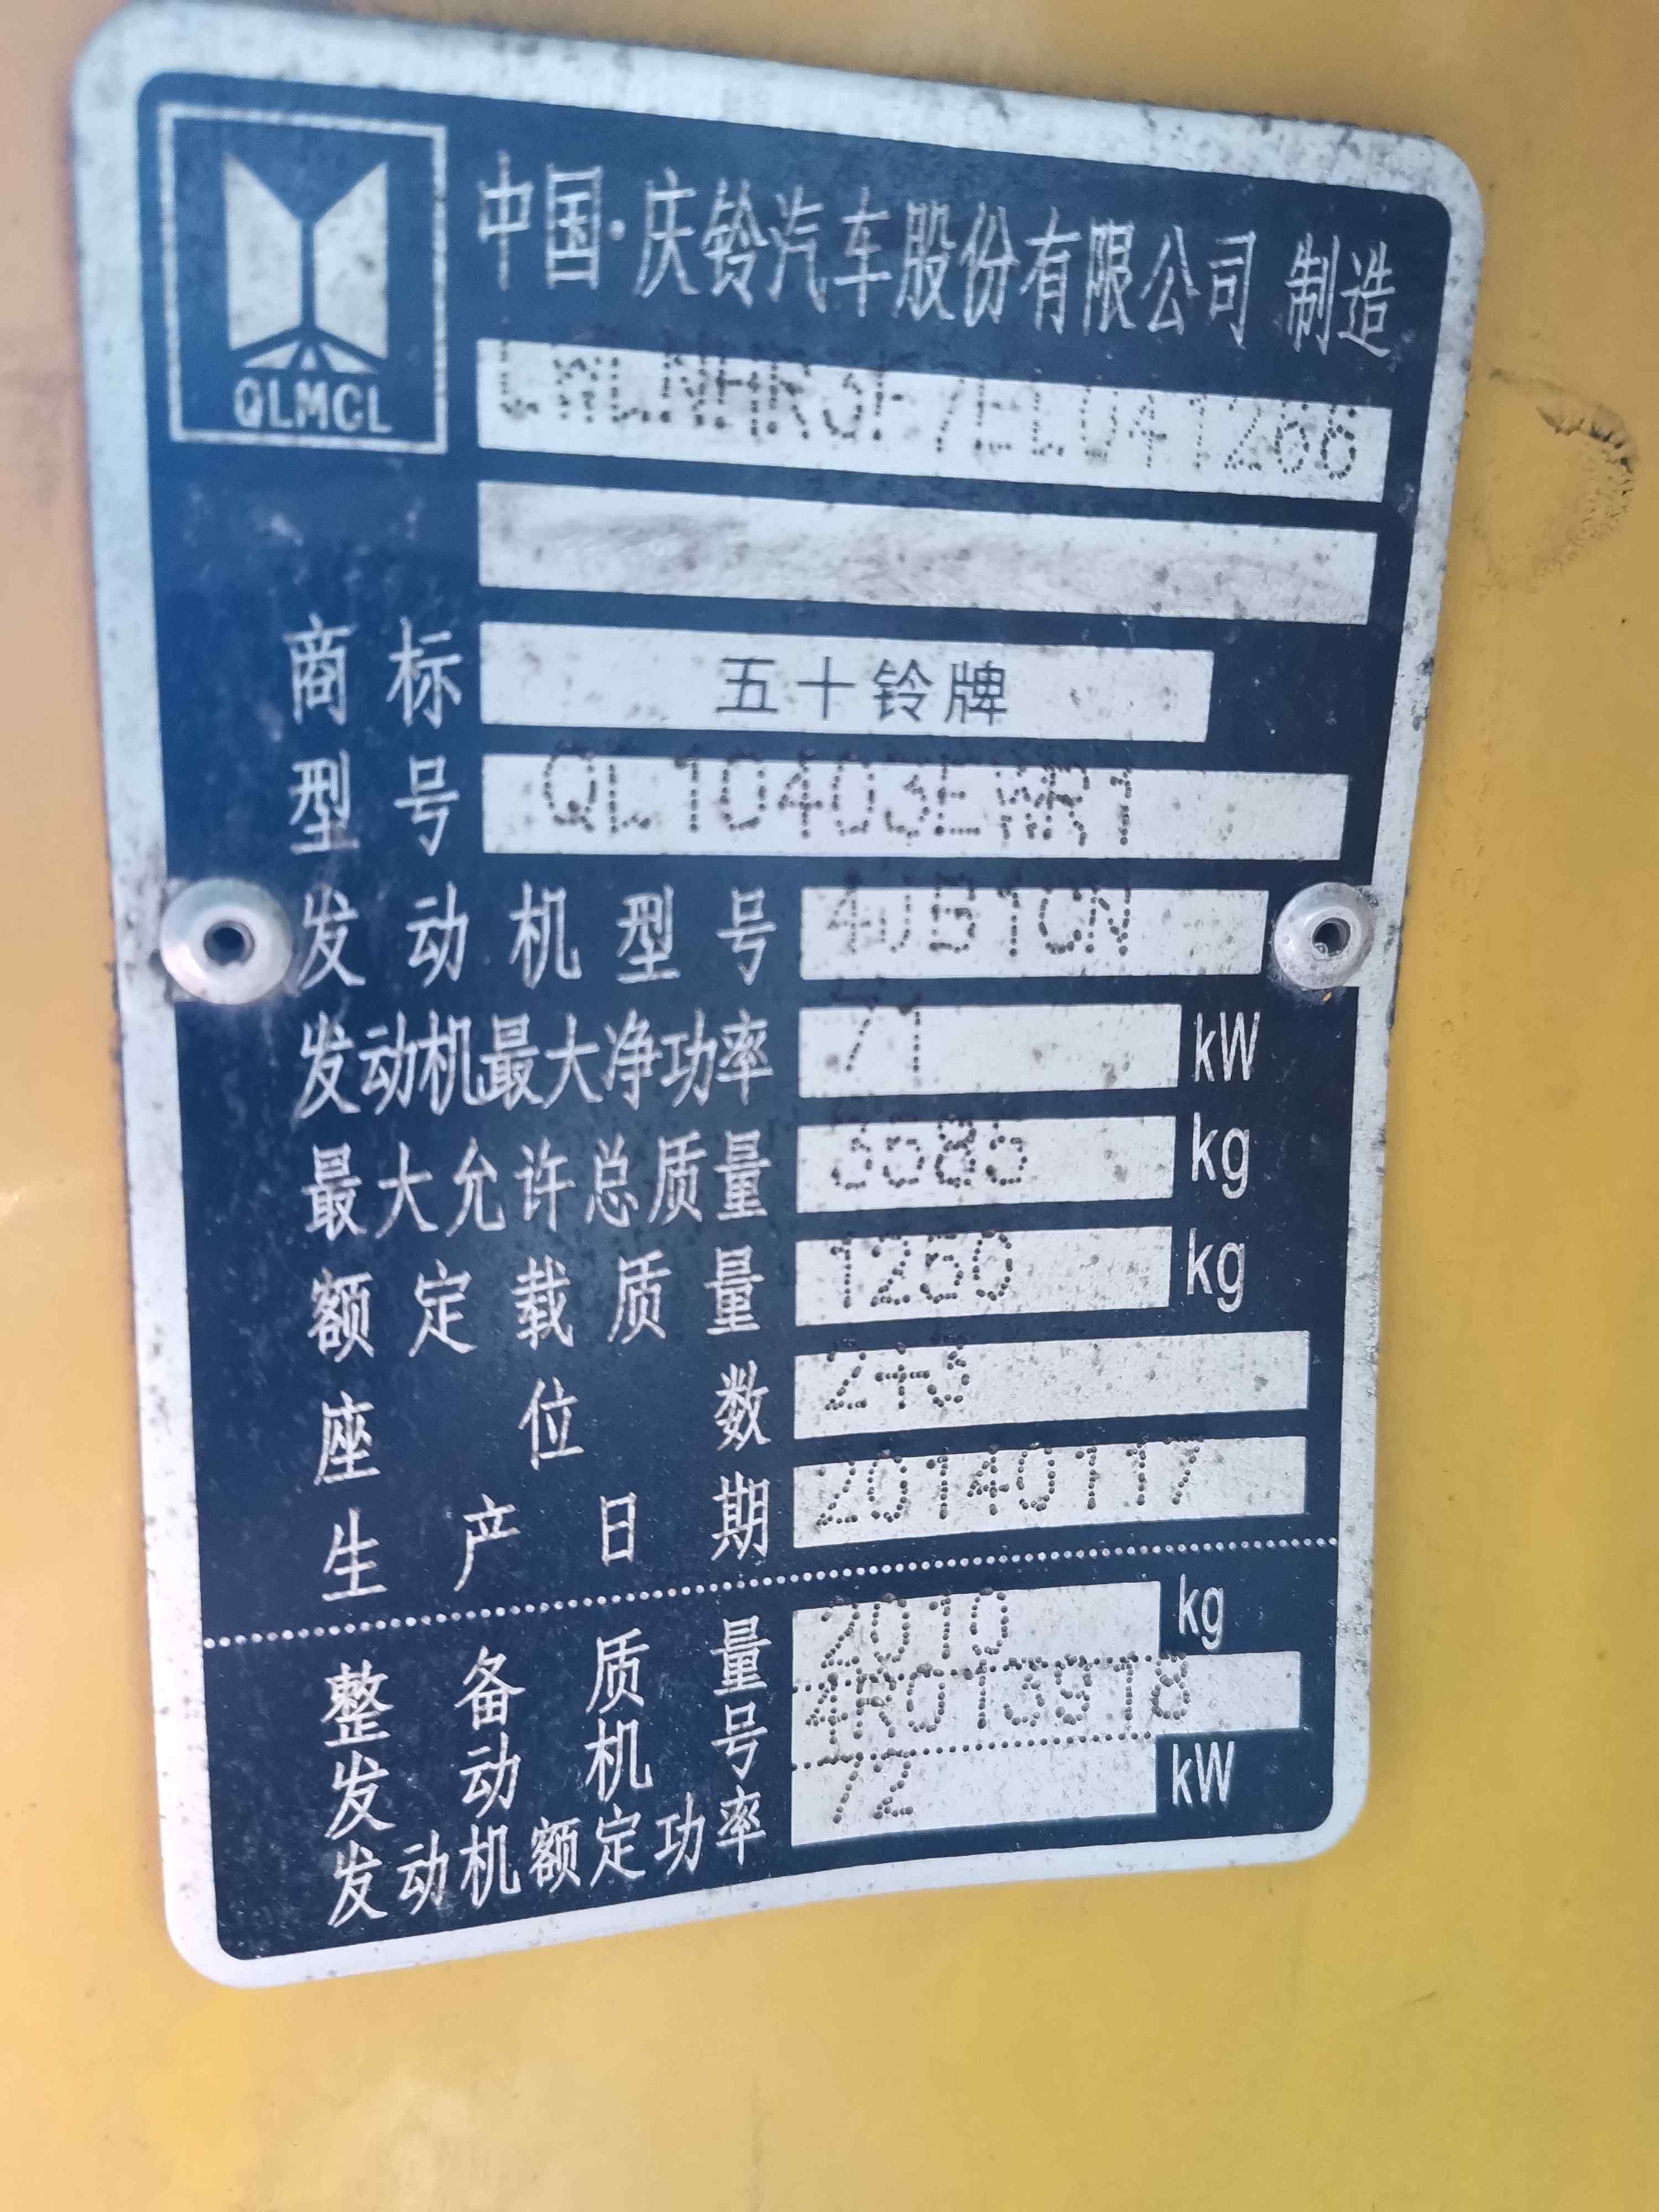 QLMCL
中国·庆铃汽车股份有限公司 制造
LWLNHR3F7EL041266
商标 五十铃牌
型号 QL10403EWR1
发动机型号 4JB1CN
发动机最大净功率 71 kW
最大允许总质量 kg
额定载质量 1250 kg
座位数 2+3
生产日期 20140117
整备质量 2010 kg
发动机号 4R013918
发动机额定功率 72 kW